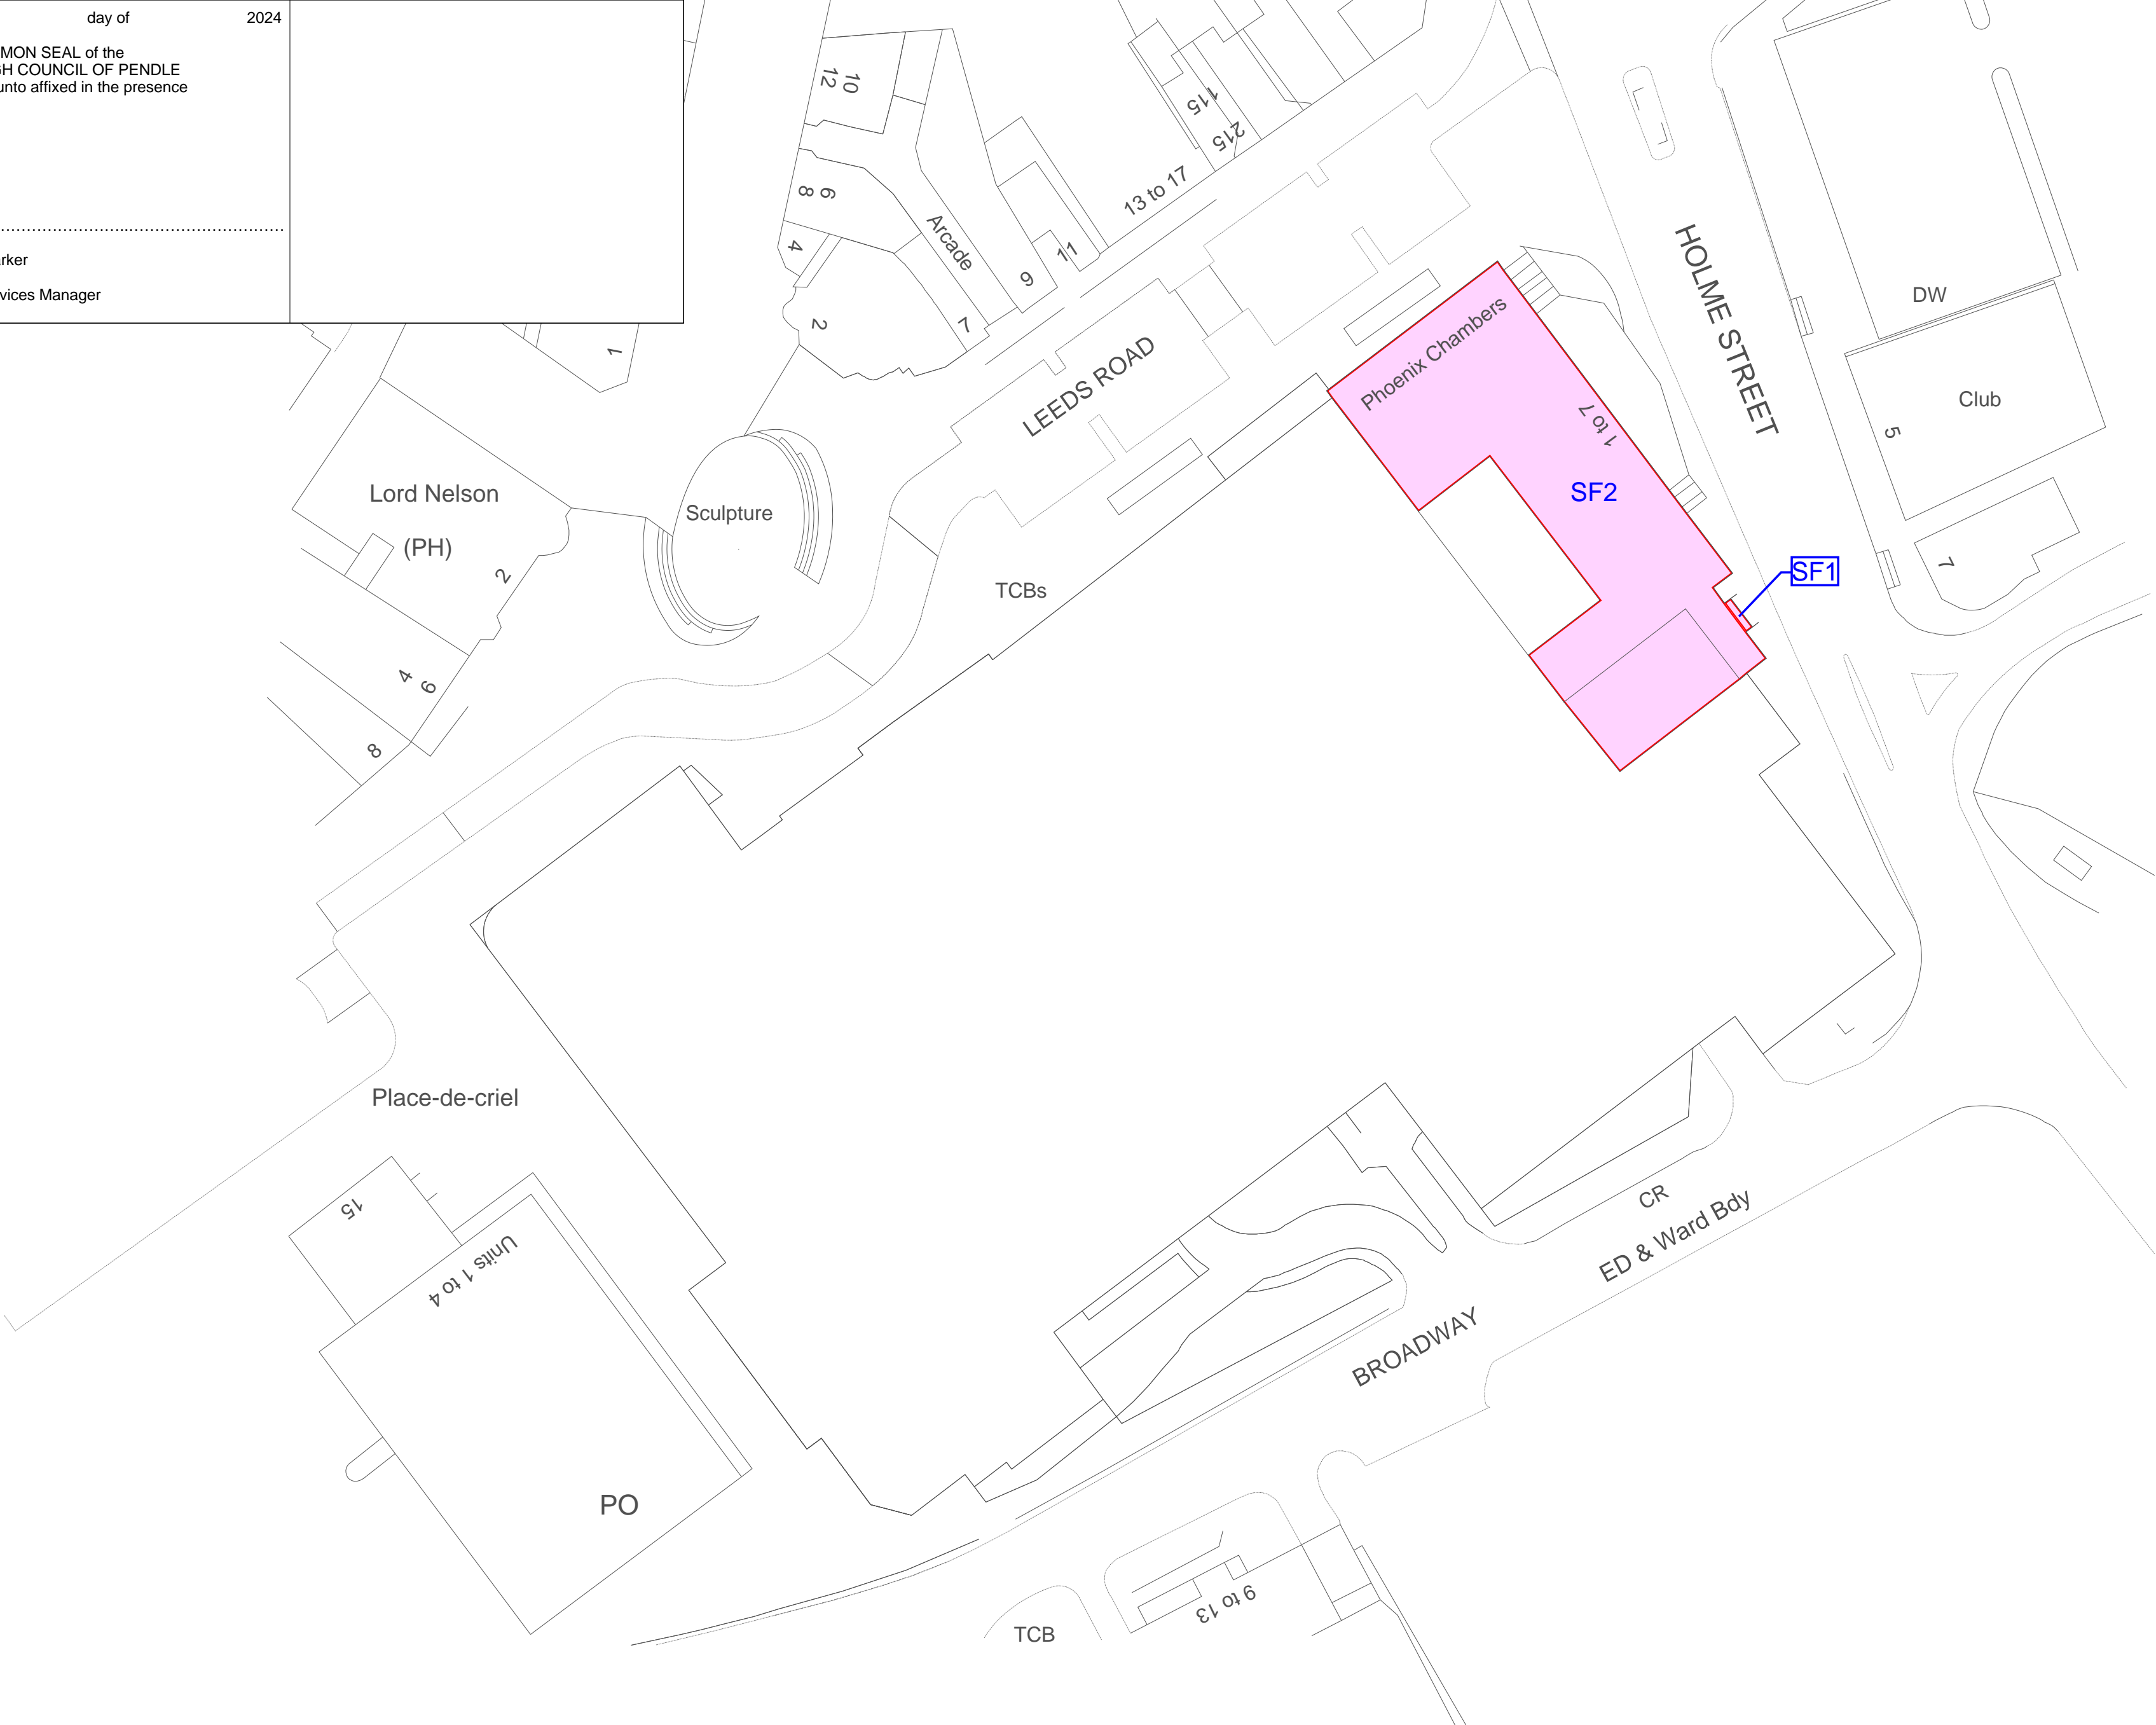 day of 2024
MON SEAL of the
GH COUNCIL OF PENDLE
unto affixed in the presence
rker
vices Manager
10
12
6
8
4
Arcade
2
7
9
11
13 to 17
115
215
1
LEEDS ROAD
HOLME STREET
DW
Club
5
7
Phoenix Chambers
1 to 7
SF2
SF1
Lord Nelson
(PH)
2
Sculpture
TCBs
4
6
8
Place-de-criel
15
Units 1 to 4
PO
CR
ED & Ward Bdy
BROADWAY
9 to 13
TCB